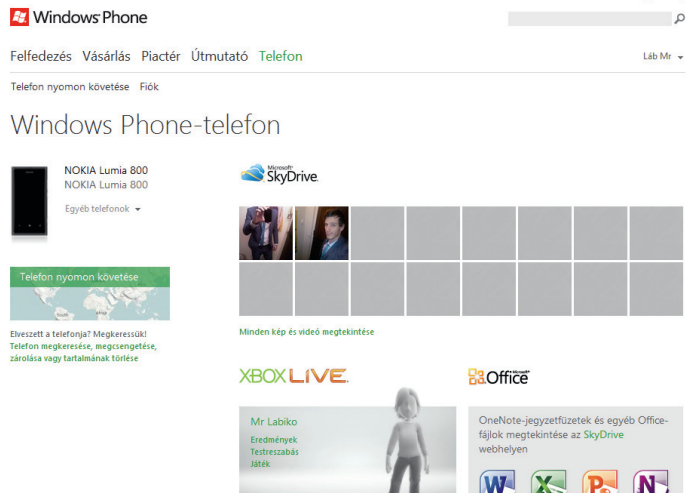 Windows Phone
Felfedezés Vásárlás Piactér Útmutató Telefon
Láb Mr
Telefon nyomon követése Fiók
Windows Phone-telefon
NOKIA Lumia 800
NOKIA Lumia 800
Egyéb telefonok
Microsoft
SkyDrive
Telefon nyomon követése
Elveszett a telefonja? Megkeressük!
Telefon megkeresése, megcsengetése,
zárolása vagy tartalmának törlése
Minden kép és videó megtekintése
XBOX LIVE
Mr Labiko
Eredmények
Testreszabás
Játék
Microsoft
Office
OneNote-jegyzetfüzetek és egyéb Office-
fájlok megtekintése az SkyDrive
webhelyen
W X P N